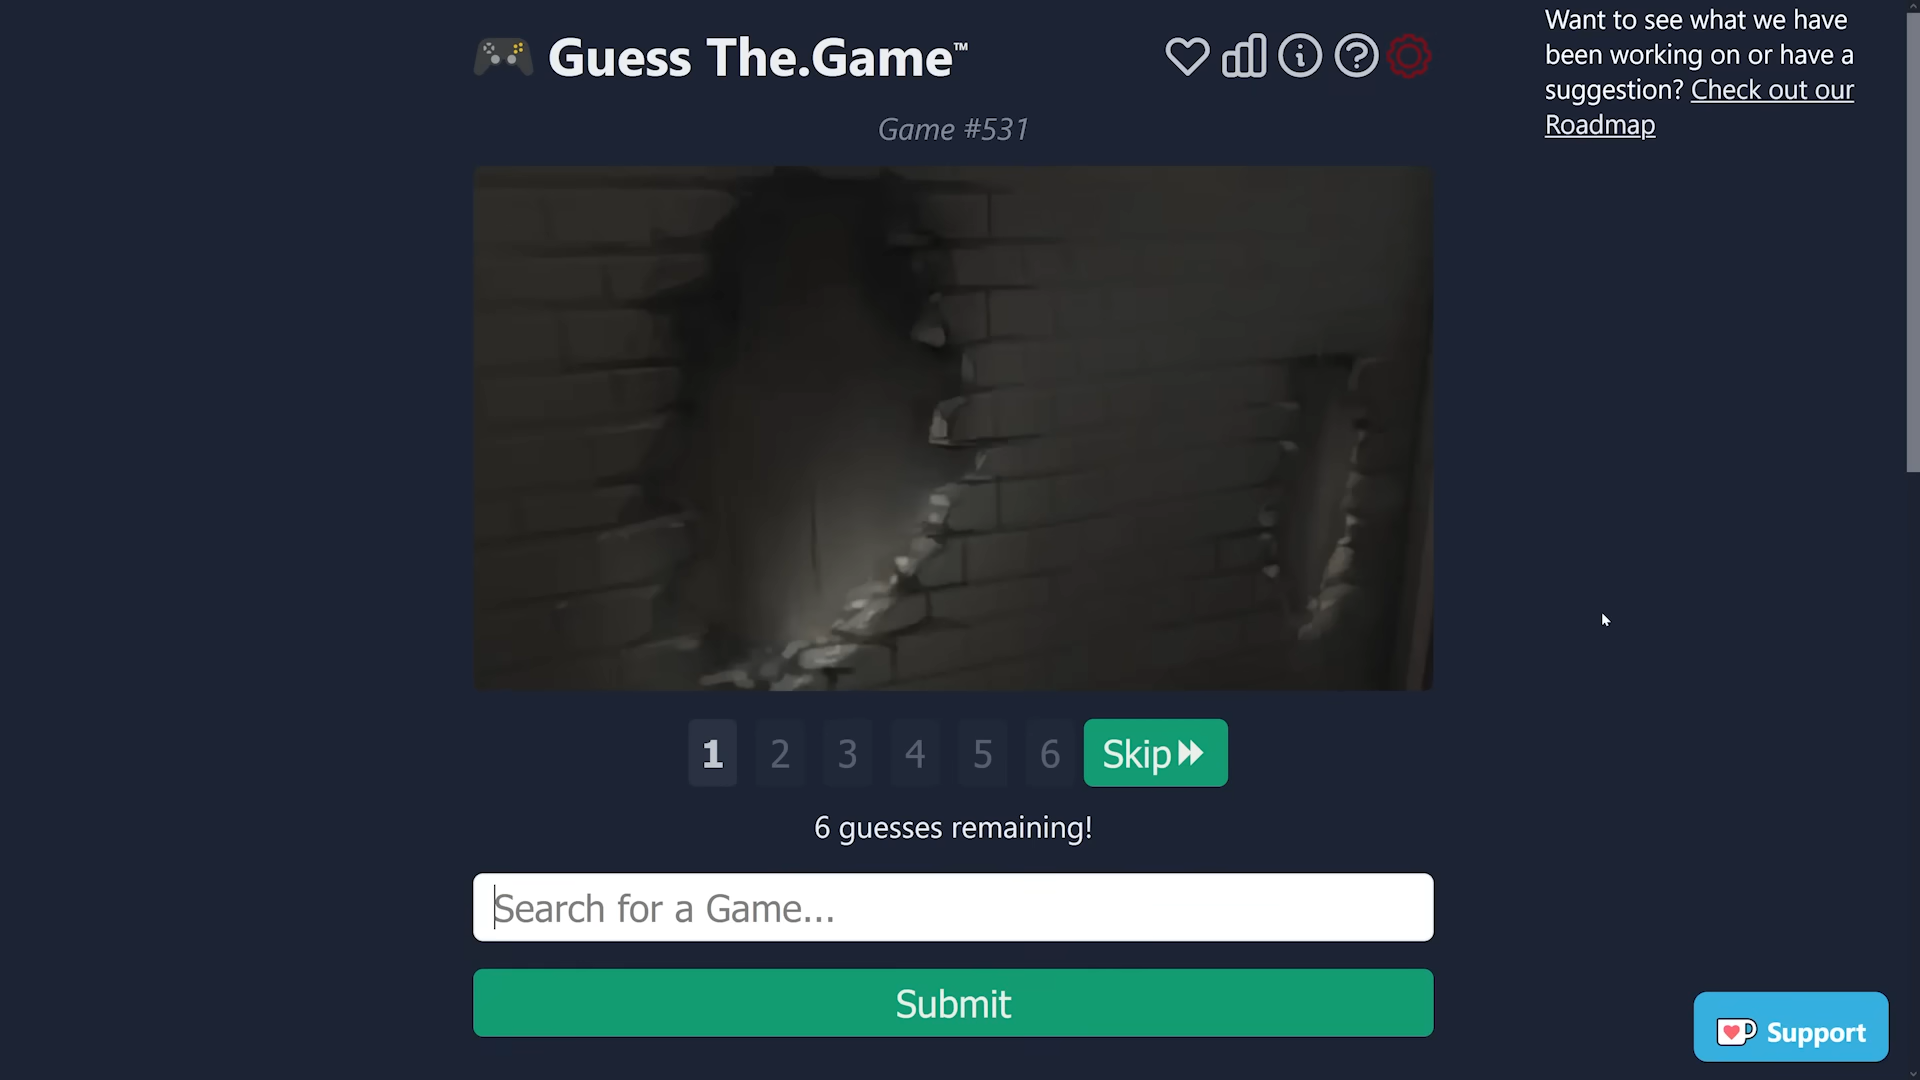 Guess The.Game™
Want to see what we have
been working on or have a
suggestion? Check out our
Roadmap
Game #531
1 2 3 4 5 6 Skip
6 guesses remaining!
Search for a Game...
Submit
Support